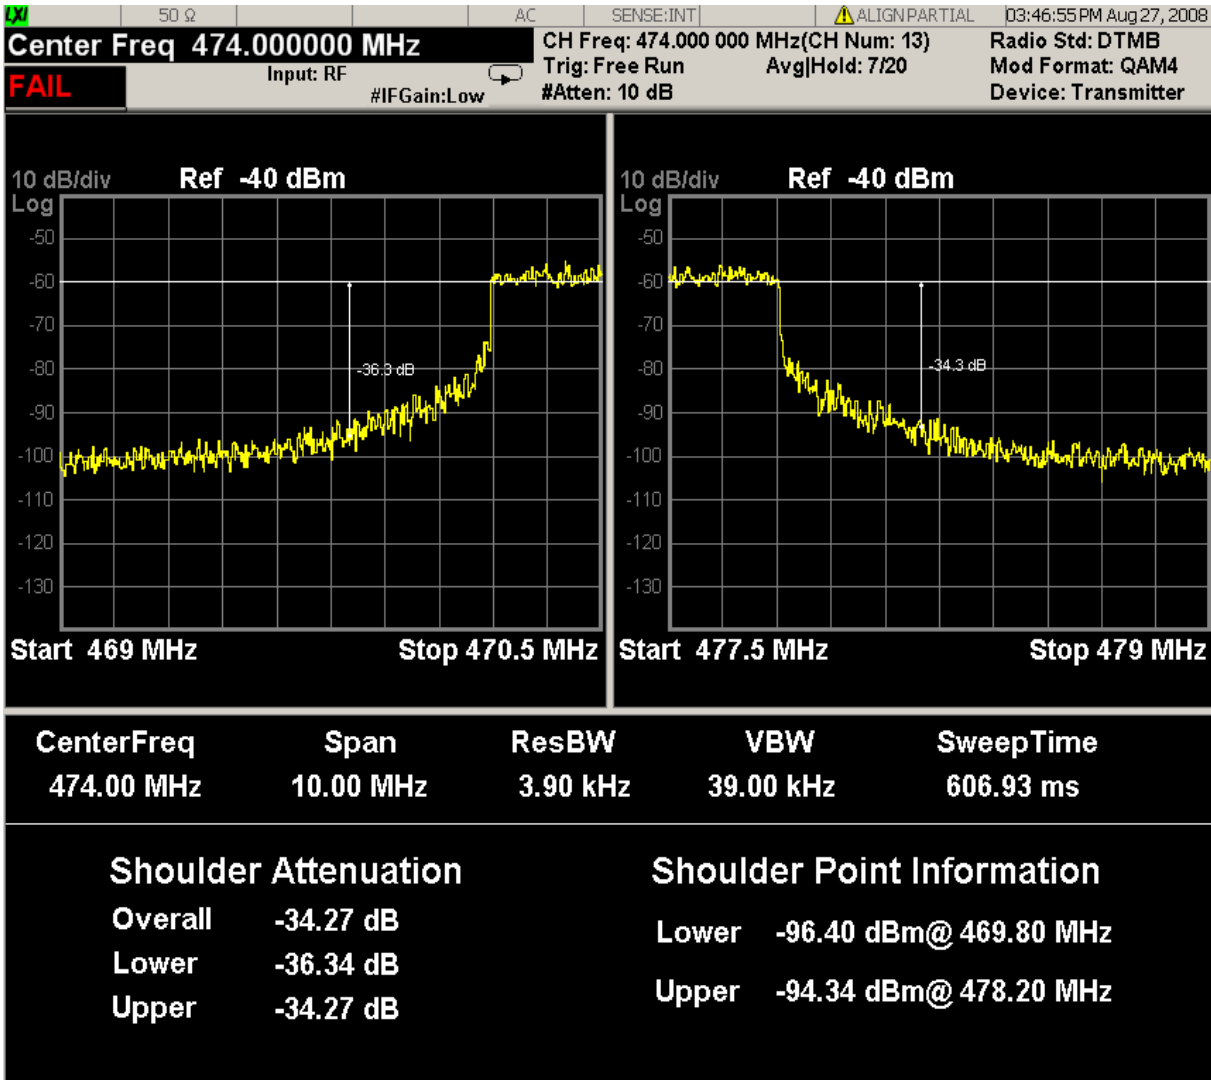 LXI 50 Ω AC SENSE:INT ALIGN PARTIAL 03:46:55 PM Aug 27, 2008
Center Freq 474.000000 MHz
CH Freq: 474.000 000 MHz(CH Num: 13)
Radio Std: DTMB
Input: RF
Trig: Free Run
Avg|Hold: 7/20
Mod Format: QAM4
FAIL
#IFGain:Low
#Atten: 10 dB
Device: Transmitter
10 dB/div
Ref -40 dBm
Log
-50
-60
-70
-80
-90
-100
-110
-120
-130
-36.3 dB
Start 469 MHz
Stop 470.5 MHz
10 dB/div
Ref -40 dBm
Log
-50
-60
-70
-80
-90
-100
-110
-120
-130
-34.3 dB
Start 477.5 MHz
Stop 479 MHz
CenterFreq Span ResBW VBW SweepTime
474.00 MHz 10.00 MHz 3.90 kHz 39.00 kHz 606.93 ms
Shoulder Attenuation
Overall -34.27 dB
Lower -36.34 dB
Upper -34.27 dB
Shoulder Point Information
Lower -96.40 dBm@ 469.80 MHz
Upper -94.34 dBm@ 478.20 MHz